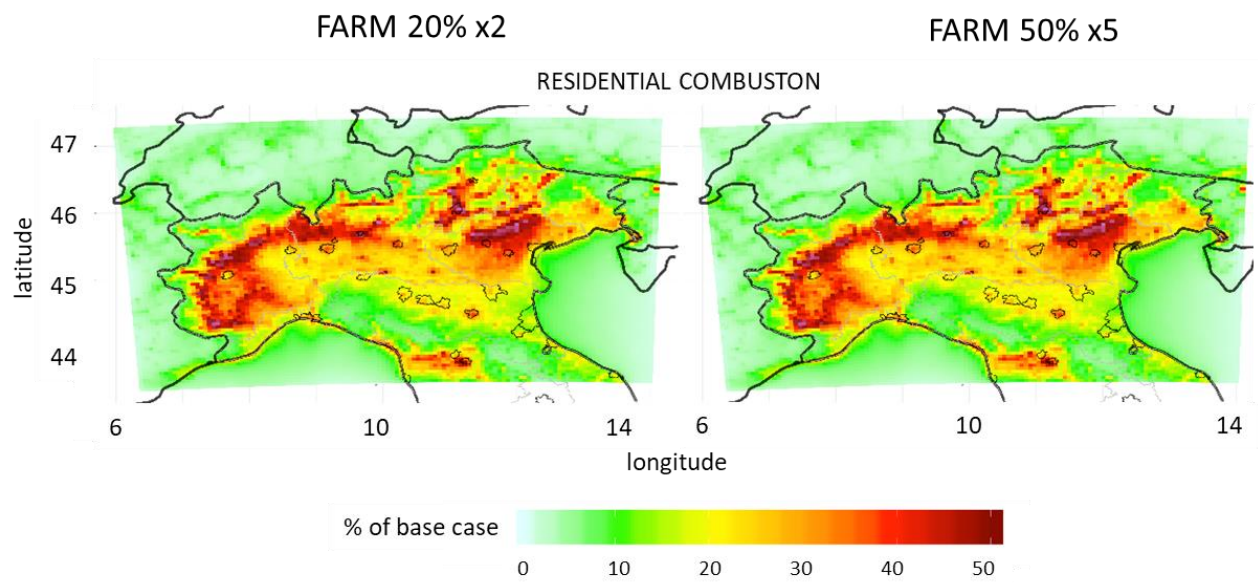 FARM 20% x2
FARM 50% x5
RESIDENTIAL COMBUSTON
latitude
47
46
45
44
6
10
14
6
10
14
longitude
% of base case
0
10
20
30
40
50